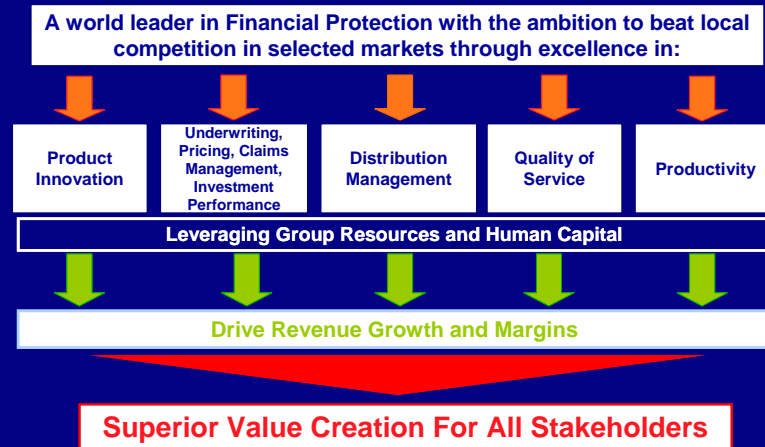 A world leader in Financial Protection with the ambition to beat local
competition in selected markets through excellence in:
Product
Innovation
Underwriting,
Pricing, Claims
Management,
Investment
Performance
Distribution
Management
Quality of
Service
Productivity
Leveraging Group Resources and Human Capital
Drive Revenue Growth and Margins
Superior Value Creation For All Stakeholders